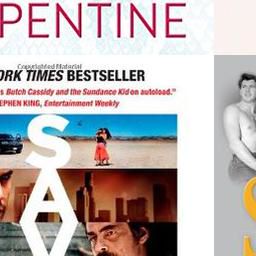 PENTINE
Copyrighted Material
ORK TIMES BESTSELLER
s Butch Cassidy and the Sundance Kid on autoload."
EPHEN KING, Entertainment Weekly
SAV
S